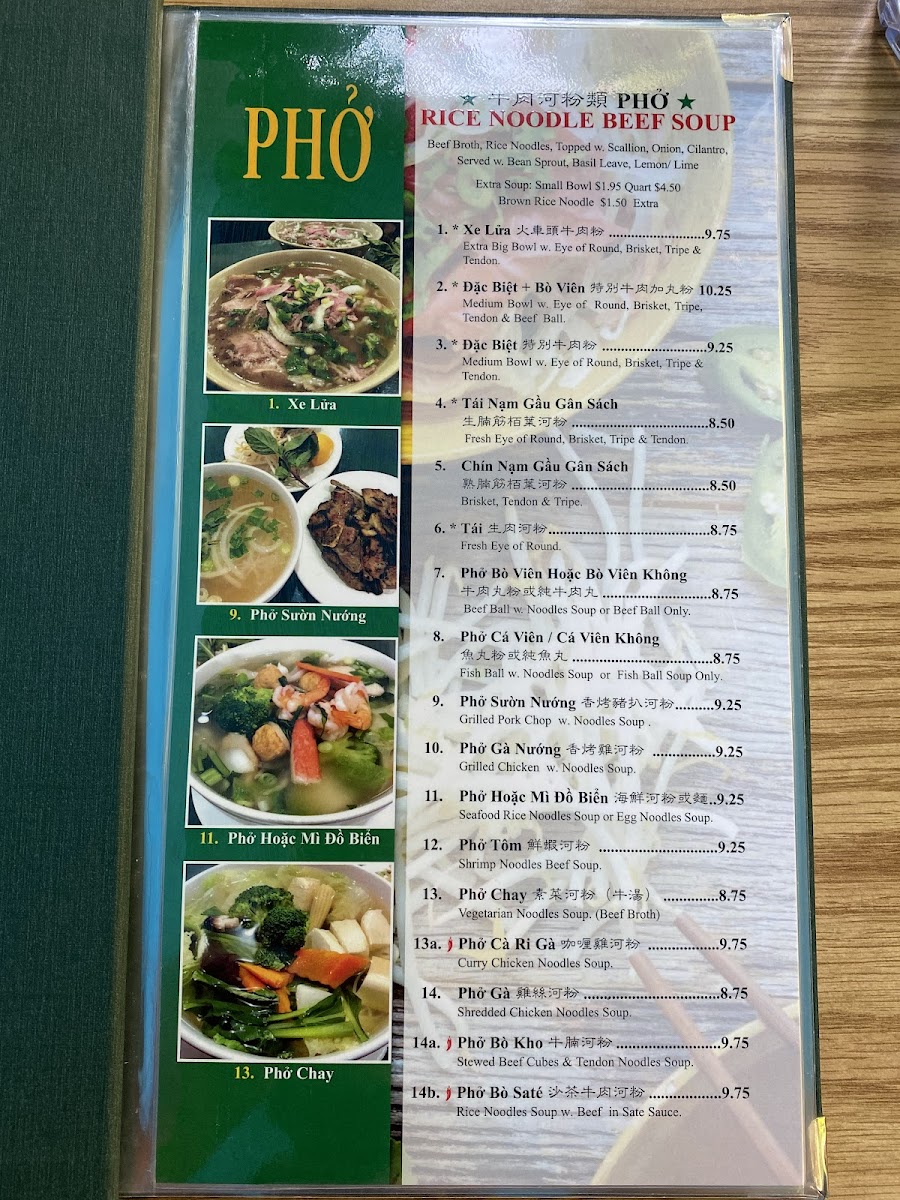 PHỞ
1. Xe Lửa
9. Phở Sườn Nướng
11. Phở Hoặc Mì Đồ Biển
13. Phở Chay
★ 牛肉河粉類 PHỞ ★
RICE NOODLE BEEF SOUP
Beef Broth, Rice Noodles, Topped w. Scallion, Onion, Cilantro,
Served w. Bean Sprout, Basil Leave, Lemon/ Lime
Extra Soup: Small Bowl $1.95 Quart $4.50
Brown Rice Noodle $1.50 Extra
1. * Xe Lửa 火車頭牛肉粉 ..........................9.75
Extra Big Bowl w. Eye of Round, Brisket, Tripe &
Tendon.
2. * Đặc Biệt + Bò Viên 特別牛肉加丸粉 10.25
Medium Bowl w. Eye of Round, Brisket, Tripe,
Tendon & Beef Ball.
3. * Đặc Biệt 特別牛肉粉 ............................9.25
Medium Bowl w. Eye of Round, Brisket, Tripe &
Tendon.
4. * Tái Nạm Gầu Gân Sách
生腩筋栢葉河粉 .....................................8.50
Fresh Eye of Round, Brisket, Tripe & Tendon.
5. Chín Nạm Gầu Gân Sách
熟腩筋栢葉河粉 .....................................8.50
Brisket, Tendon & Tripe.
6. * Tái 生肉河粉...........................................8.75
Fresh Eye of Round.
7. Phở Bò Viên Hoặc Bò Viên Không
牛肉丸粉或純牛肉丸 .............................8.75
Beef Ball w. Noodles Soup or Beef Ball Only.
8. Phở Cá Viên / Cá Viên Không
魚丸粉或純魚丸 ......................................8.75
Fish Ball w. Noodles Soup or Fish Ball Soup Only.
9. Phở Sườn Nướng 香烤豬扒河粉..........9.25
Grilled Pork Chop w. Noodles Soup .
10. Phở Gà Nướng 香烤雞河粉 .................9.25
Grilled Chicken w. Noodles Soup.
11. Phở Hoặc Mì Đồ Biển 海鮮河粉或麵..9.25
Seafood Rice Noodles Soup or Egg Noodles Soup.
12. Phở Tôm 鮮蝦河粉 ................................9.25
Shrimp Noodles Beef Soup.
13. Phở Chay 素菜河粉（牛湯） ......................8.75
Vegetarian Noodles Soup. (Beef Broth)
13a. Phở Cà Ri Gà 咖喱雞河粉 ...................9.75
Curry Chicken Noodles Soup.
14. Phở Gà 雞絲河粉 .....................................8.75
Shredded Chicken Noodles Soup.
14a. Phở Bò Kho 牛腩河粉 ............................9.75
Stewed Beef Cubes & Tendon Noodles Soup.
14b. Phở Bò Saté 沙茶牛肉河粉 ...................9.75
Rice Noodles Soup w. Beef in Sate Sauce.